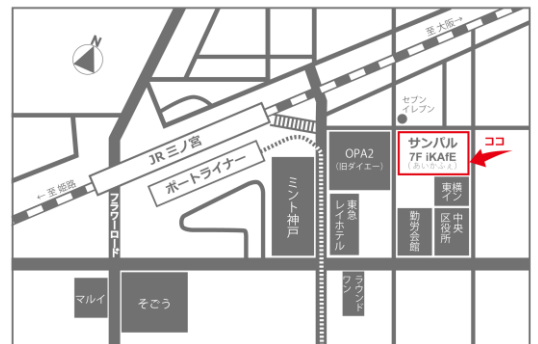 N
至 大阪→
セブン
イレブン
JR 三ノ宮
ポートライナー
← 至 姫路
フラワーロード
ミント神戸
OPA2
(旧ダイエー)
サンパル
7F iKAfE
(あいかふぇ)
ココ
東急
レイホテル
東横
イン
勤労会館
中央
区役所
マルイ
そごう
ラウンド
ワン